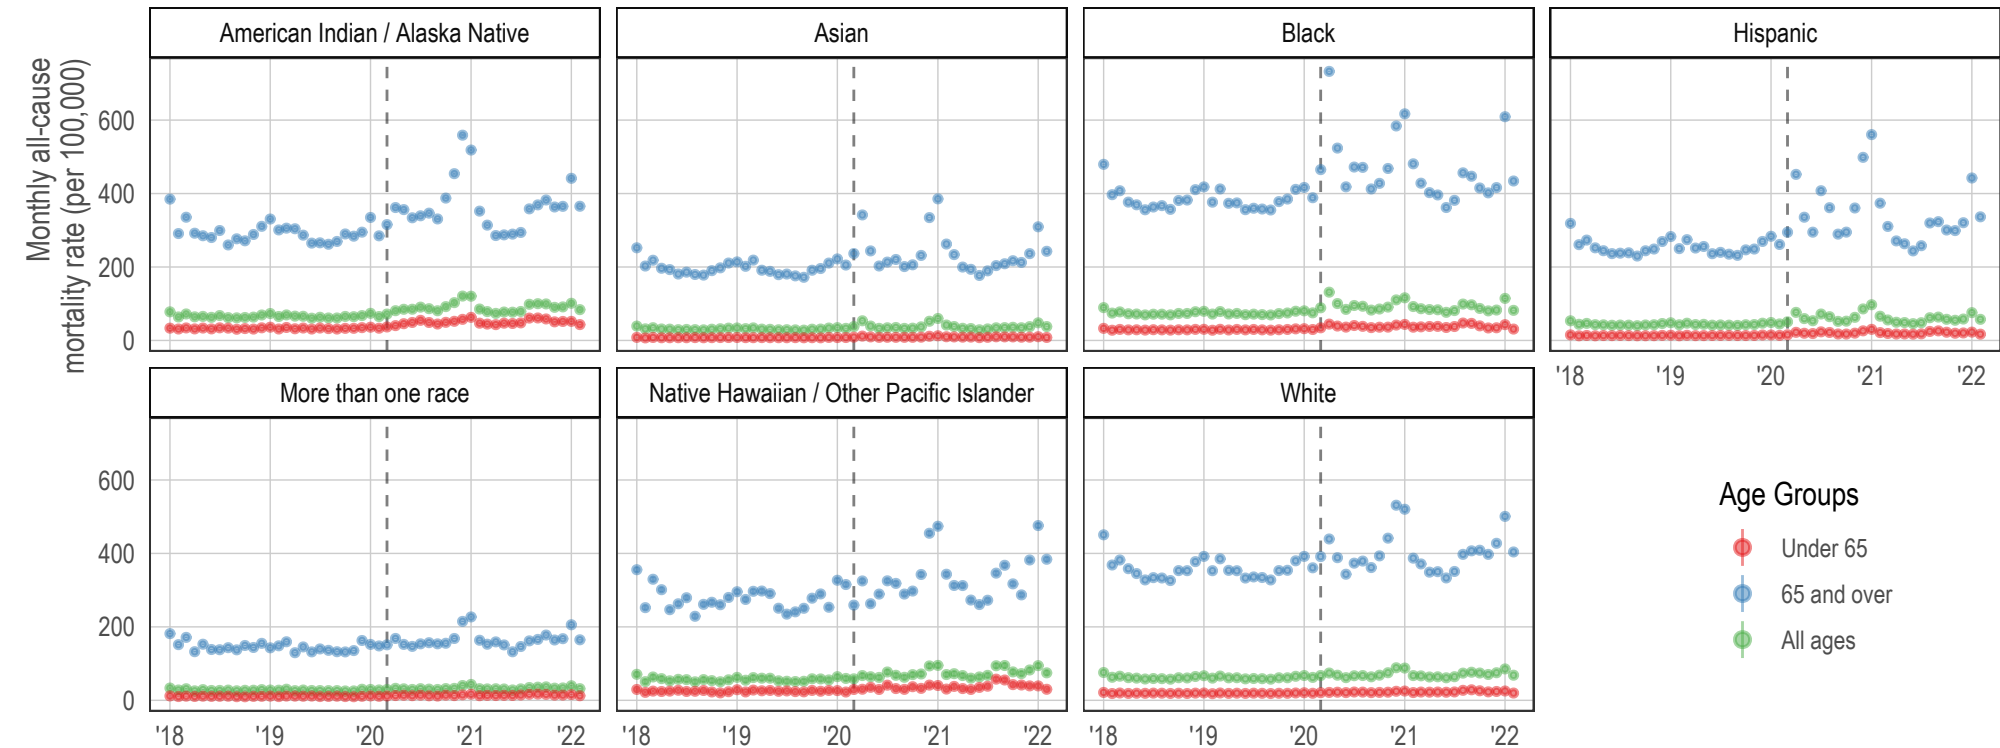 American Indian / Alaska Native
Asian
Black
Hispanic
Monthly all-cause
mortality rate (per 100,000)
600
400
200
0
'18
'19
'20
'21
'22
More than one race
Native Hawaiian / Other Pacific Islander
White
600
400
200
0
'18
'19
'20
'21
'22
'18
'19
'20
'21
'22
'18
'19
'20
'21
'22
Age Groups
Under 65
65 and over
All ages